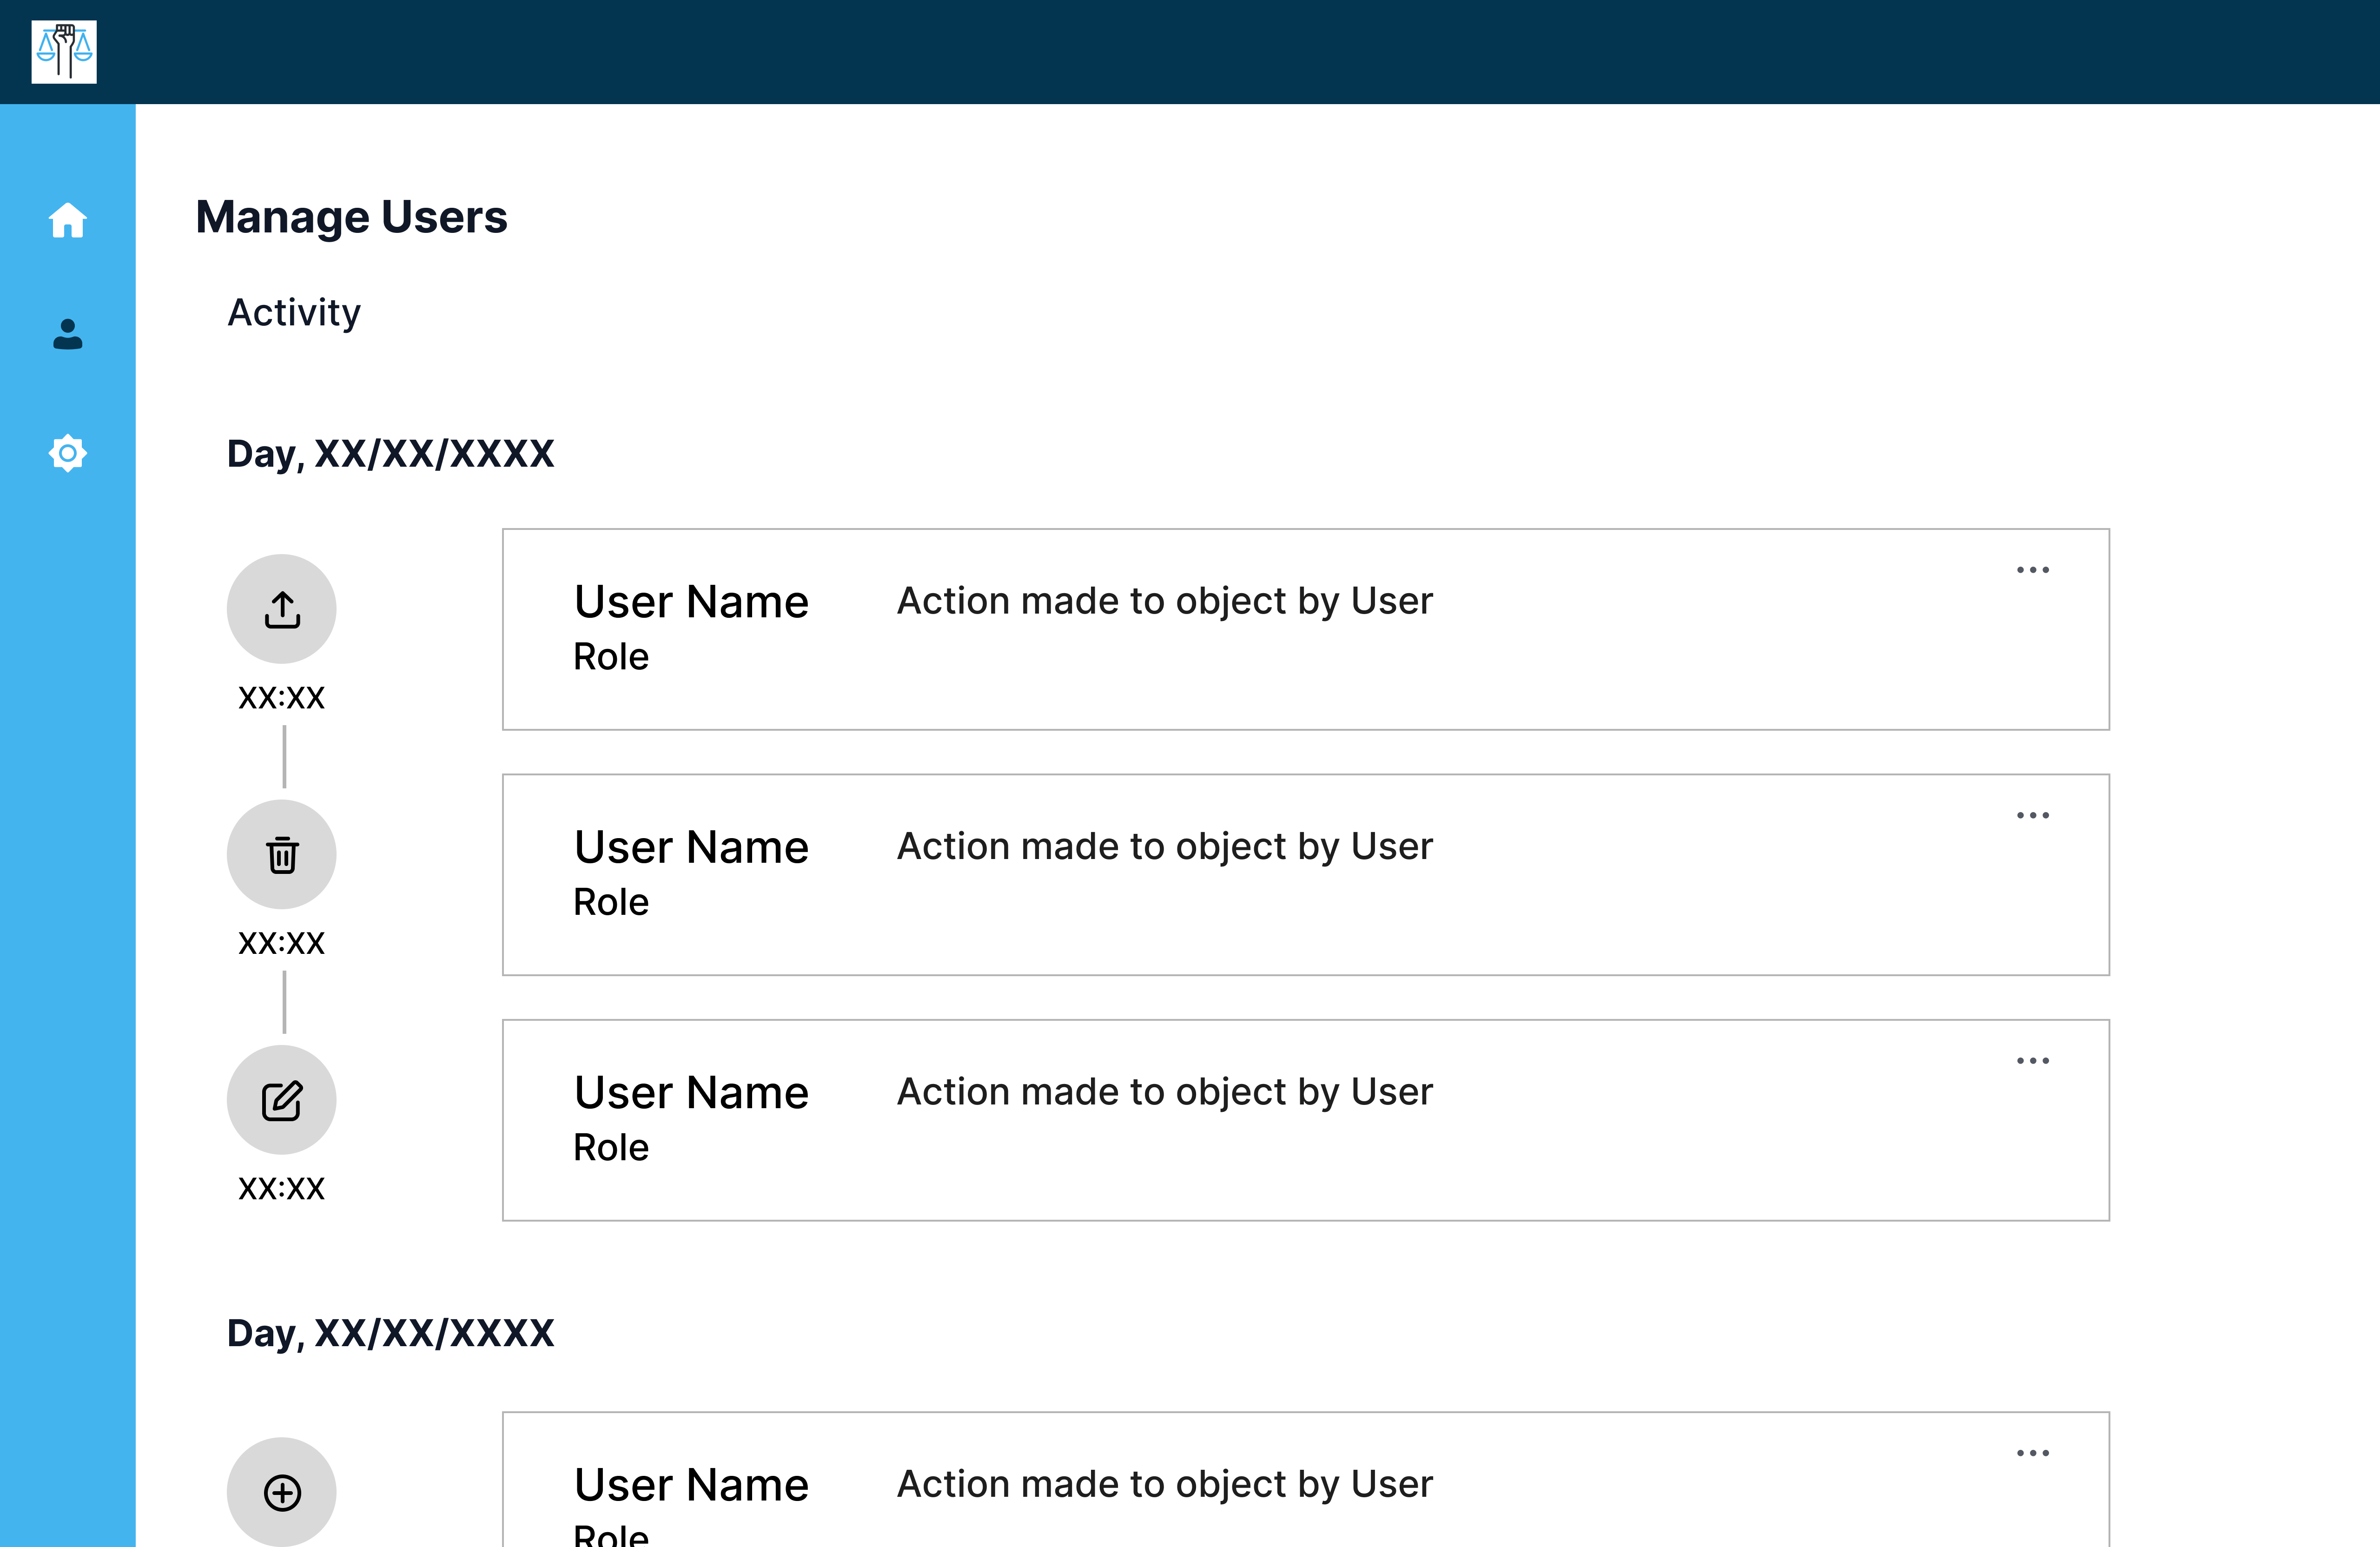 Manage Users
Activity
Day, XX/XX/XXXX
User Name Action made to object by User
Role
XX:XX
User Name Action made to object by User
Role
XX:XX
User Name Action made to object by User
Role
XX:XX
Day, XX/XX/XXXX
User Name Action made to object by User
Role